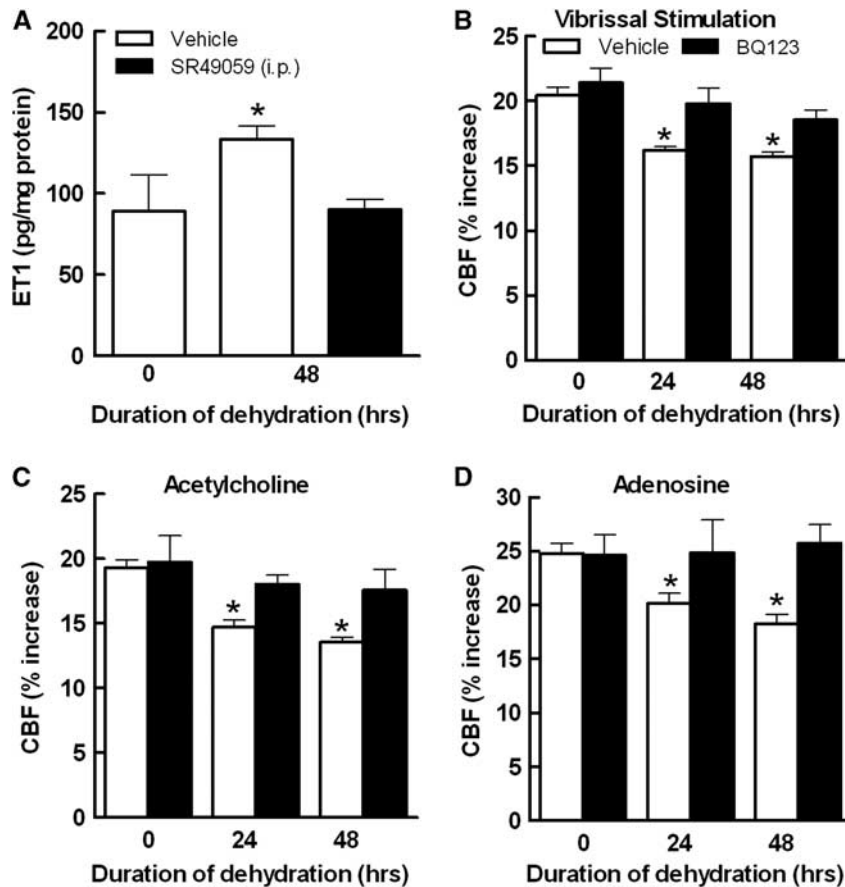 A
Vehicle
SR49059 (i.p.)
200
150
100
50
0
*
ET1 (pg/mg protein)
0 48
Duration of dehydration (hrs)
B
Vibrissal Stimulation
Vehicle BQ123
25
20
15
10
5
0
* *
CBF (% increase)
0 24 48
Duration of dehydration (hrs)
C
Acetylcholine
25
20
15
10
5
0
* *
CBF (% increase)
0 24 48
Duration of dehydration (hrs)
D
Adenosine
30
25
20
15
10
5
0
* *
CBF (% increase)
0 24 48
Duration of dehydration (hrs)